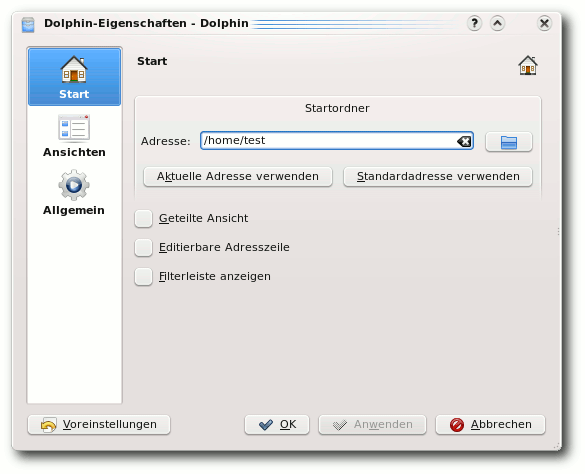 Dolphin-Eigenschaften - Dolphin
?
Start
Ansichten
Allgemein
Start
Startordner
Adresse: /home/test
Aktuelle Adresse verwenden Standardadresse verwenden
Geteilte Ansicht
Editierbare Adresszeile
Filterleiste anzeigen
Voreinstellungen OK Anwenden Abbrechen